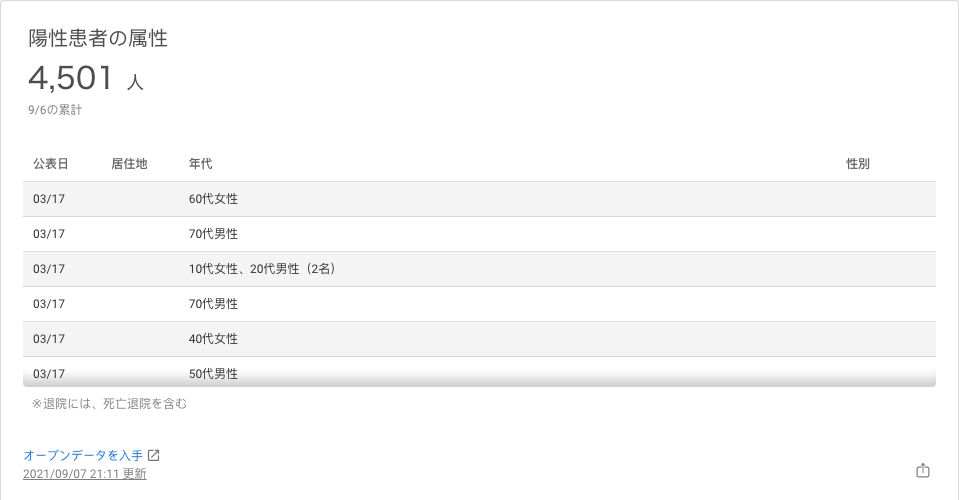 陽性患者の属性
4,501 人
9/6の累計
公表日 居住地 年代 性別
03/17 60代女性
03/17 70代男性
03/17 10代女性、20代男性（2名）
03/17 70代男性
03/17 40代女性
03/17 50代男性
※退院には、死亡退院を含む
オープンデータを入手
2021/09/07 21:11 更新